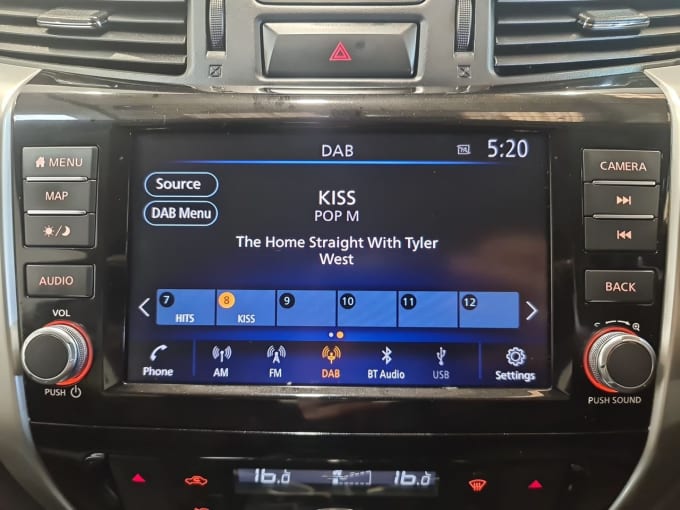 DAB
5:20
MENU
MAP
AUDIO
VOL
PUSH
Source
DAB Menu
KISS
POP M
The Home Straight With Tyler
West
7 8 9 10 11 12
HITS KISS
Phone AM FM DAB BT Audio USB Settings
CAMERA
BACK
PUSH SOUND
16.0 16.0